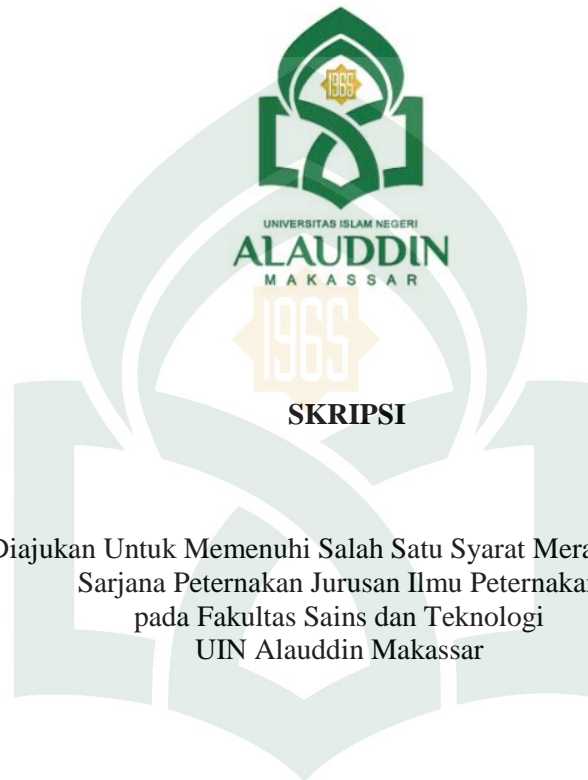 1965
UNIVERSITAS ISLAM NEGERI
ALAUDDIN
MAKASSAR
1965
SKRIPSI
Diajukan Untuk Memenuhi Salah Satu Syarat
Sarjana Peternakan Jurusan Ilmu
pada Fakultas Sains dan Teknologi
UIN Alauddin Makassar